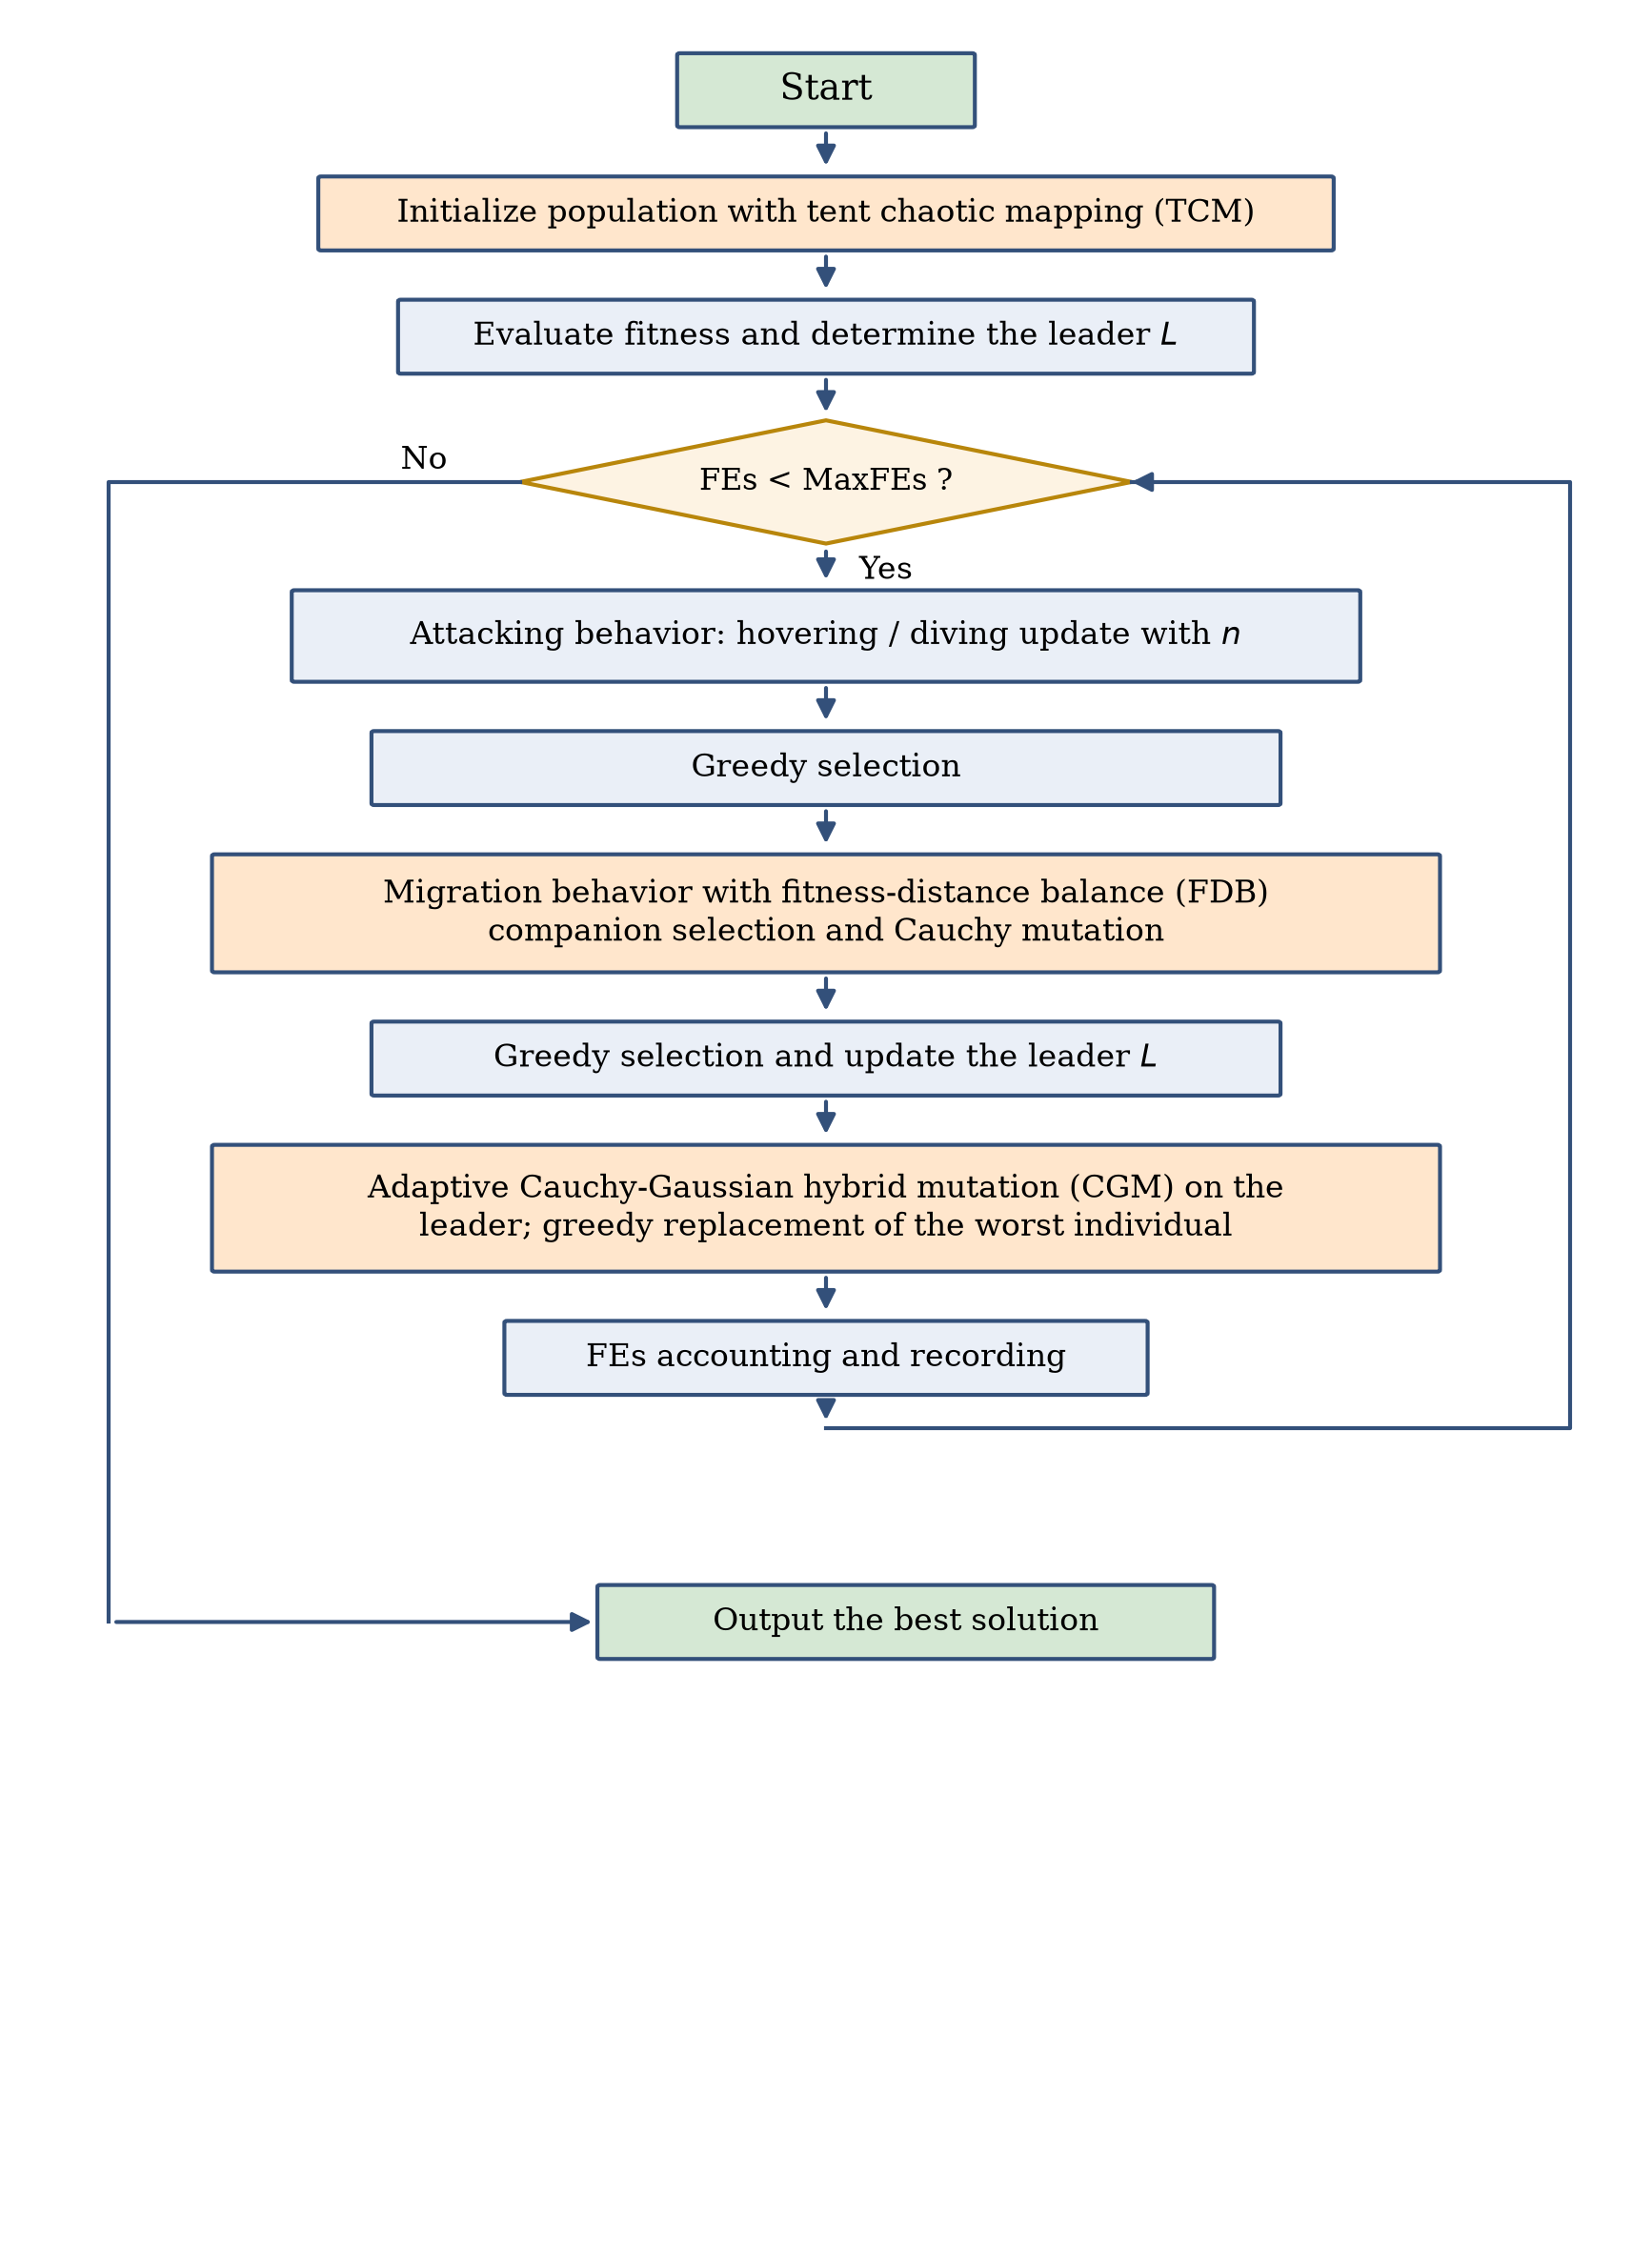 Start
Initialize population with tent chaotic mapping (TCM)
Evaluate fitness and determine the leader L
No
FEs < MaxFEs ?
Yes
Attacking behavior: hovering / diving update with n
Greedy selection
Migration behavior with fitness-distance balance (FDB)
companion selection and Cauchy mutation
Greedy selection and update the leader L
Adaptive Cauchy-Gaussian hybrid mutation (CGM) on the
leader; greedy replacement of the worst individual
FEs accounting and recording
Output the best solution